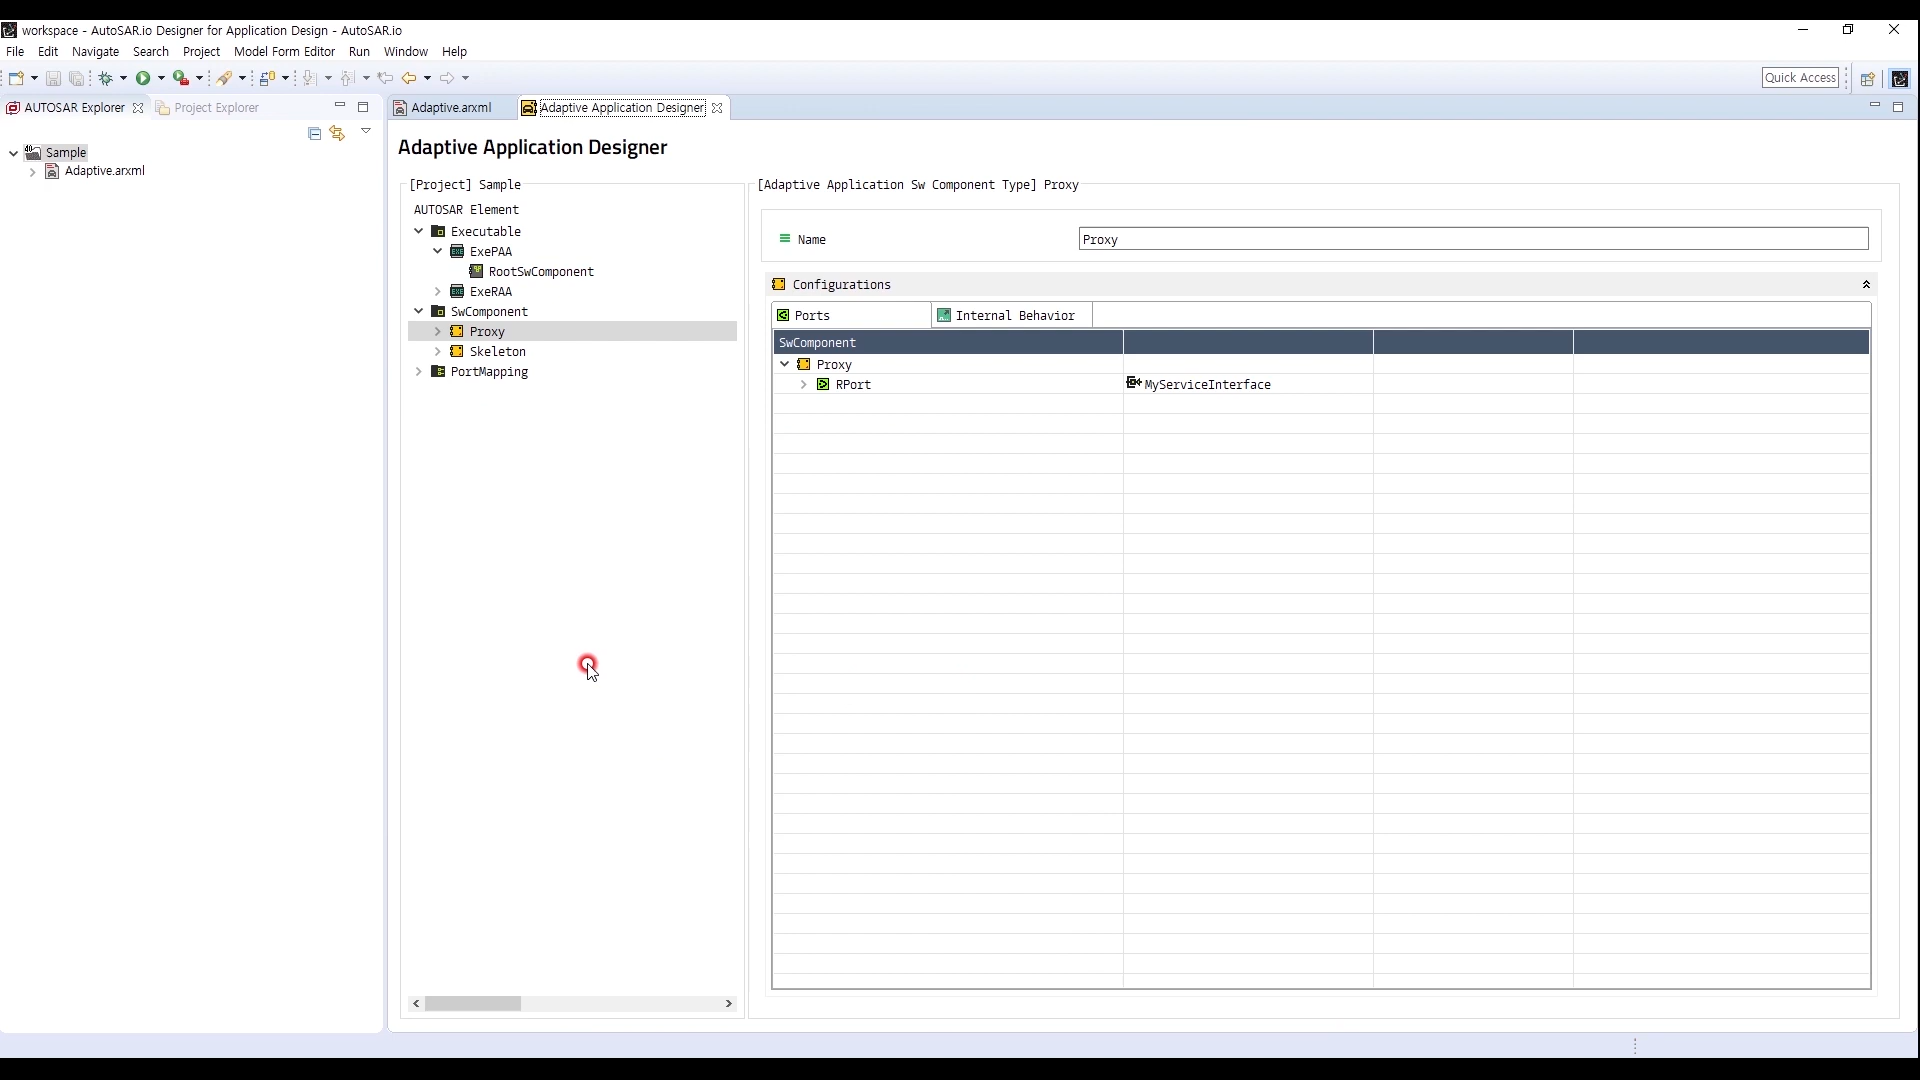 workspace - AutoSAR.io Designer for Application Design - AutoSAR.io
File Edit Navigate Search Project Model Form Editor Run Window Help
Quick Access
AUTOSAR Explorer Project Explorer
Adaptive.arxml Adaptive Application Designer
Sample
Adaptive.arxml
Adaptive Application Designer
[Project] Sample
AUTOSAR Element
Executable
ExePAA
RootSwComponent
ExeRAA
SwComponent
Proxy
Skeleton
PortMapping
[Adaptive Application Sw Component Type] Proxy
Name Proxy
Configurations
Ports Internal Behavior
SwComponent
Proxy
RPort MyServiceInterface